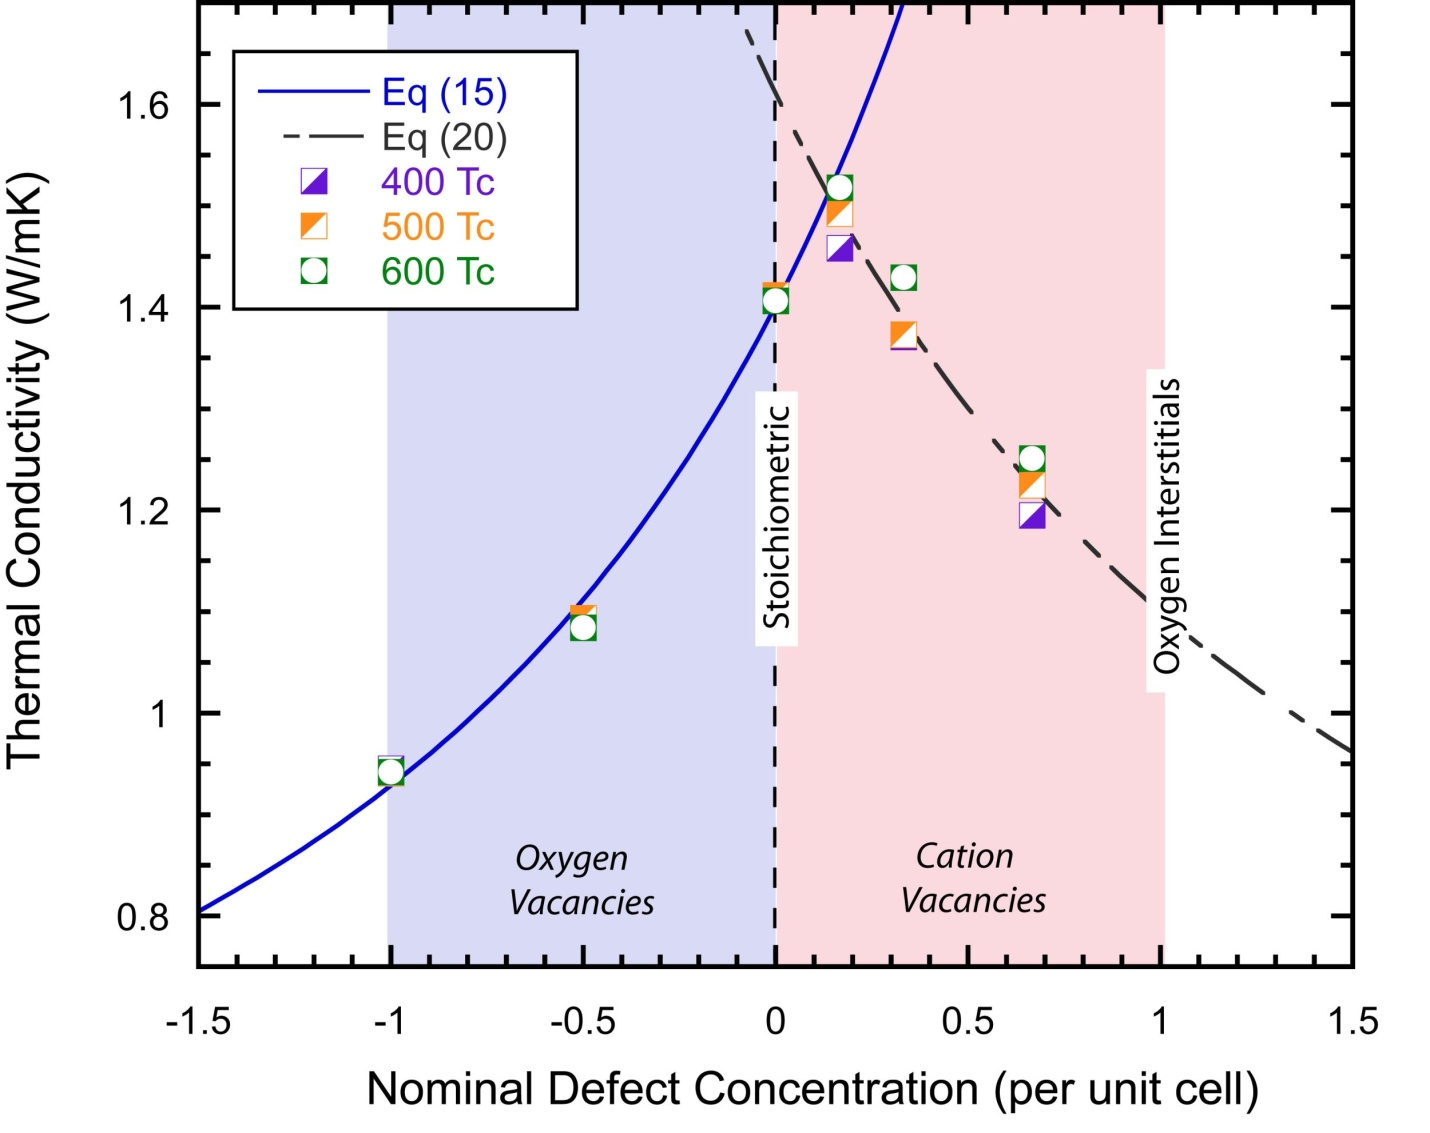 Thermal Conductivity (W/mK)
1.6
1.4
1.2
1
0.8
Eq (15)
Eq (20)
400 Tc
500 Tc
600 Tc
Stoichiometric
Oxygen Interstitials
Oxygen
Vacancies
Cation
Vacancies
-1.5 -1 -0.5 0 0.5 1 1.5
Nominal Defect Concentration (per unit cell)